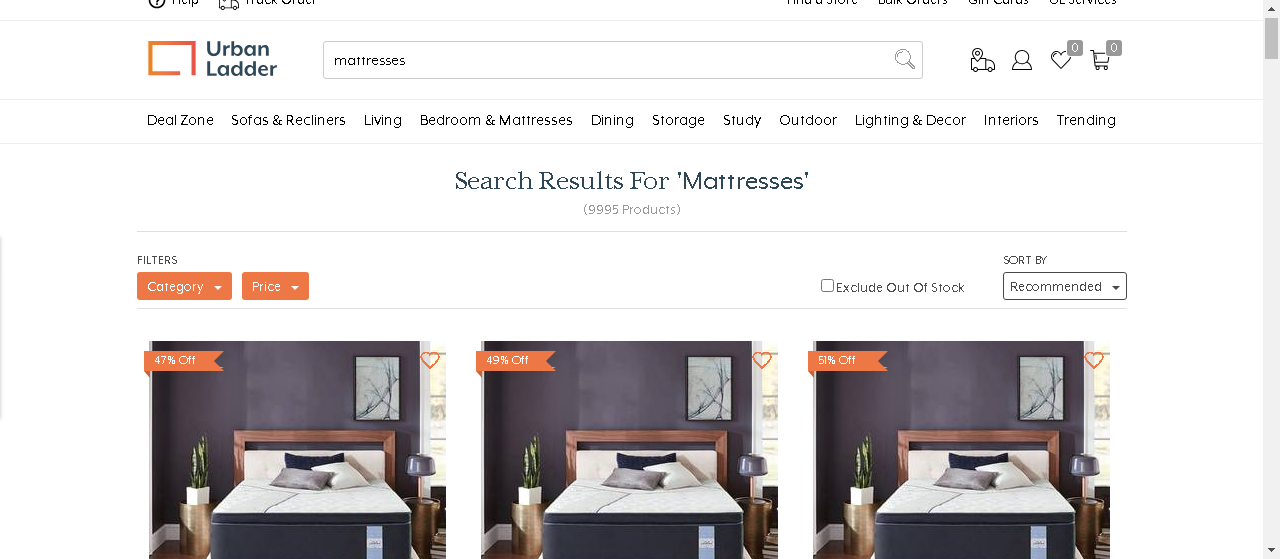 Help Track Order Find a Store Bulk Orders Gift Cards UL Services
Urban
Ladder
mattresses
0 0
Deal Zone Sofas & Recliners Living Bedroom & Mattresses Dining Storage Study Outdoor Lighting & Decor Interiors Trending
Search Results For 'Mattresses'
(9995 Products)
FILTERS SORT BY
Category Price Exclude Out Of Stock Recommended
47% Off 49% Off 51% Off